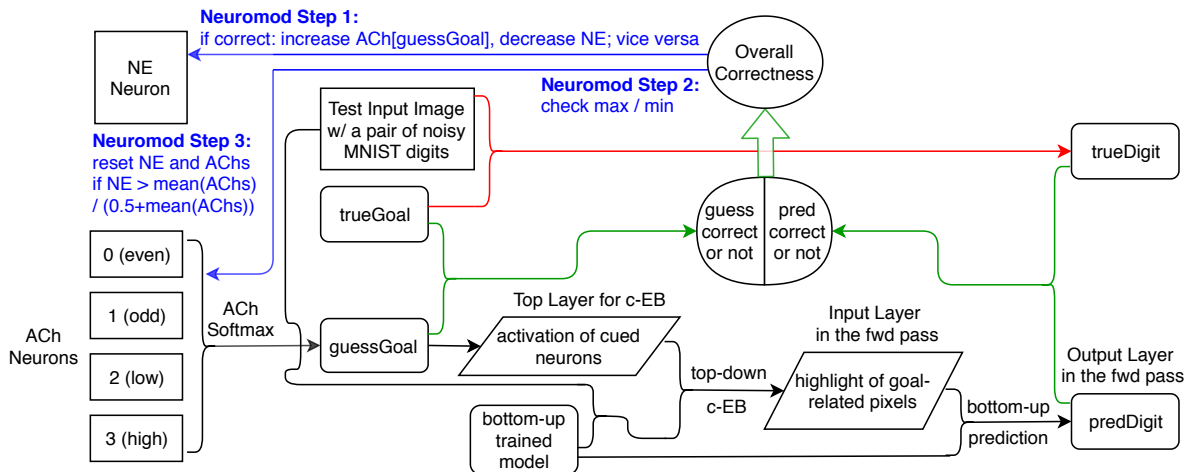 Neuromod Step 1:
if correct: increase ACh[guessGoal], decrease NE; vice versa
NE
Neuron
Overall
Correctness
Neuromod Step 2:
check max / min
Test Input Image
w/ a pair of noisy
MNIST digits
Neuromod Step 3:
reset NE and AChs
if NE > mean(AChs)
/ (0.5+mean(AChs))
trueDigit
trueGoal
guess
correct
or not
pred
correct
or not
0 (even)
1 (odd)
2 (low)
3 (high)
ACh
Neurons
ACh
Softmax
guessGoal
Top Layer for c-EB
activation of cued
neurons
Input Layer
in the fwd pass
top-down
c-EB
highlight of goal-
related pixels
Output Layer
in the fwd pass
bottom-up
trained
model
bottom-up
prediction
predDigit